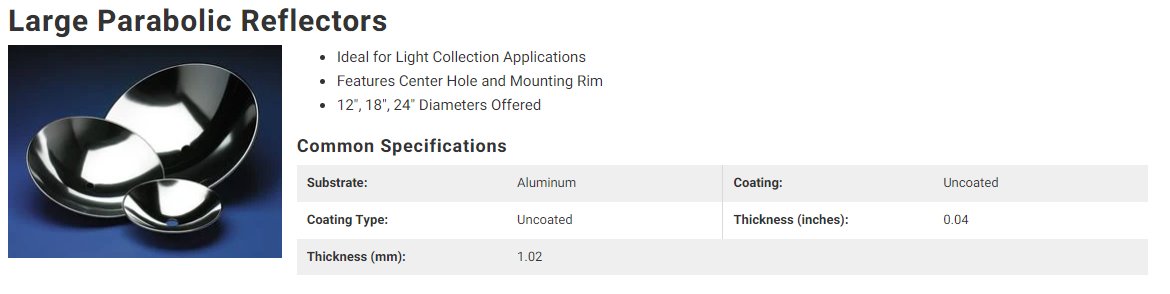 Large Parabolic Reflectors
Ideal for Light Collection Applications
Features Center Hole and Mounting Rim
12", 18", 24" Diameters Offered
Common Specifications
Substrate: Aluminum Coating: Uncoated
Coating Type: Uncoated Thickness (inches): 0.04
Thickness (mm): 1.02